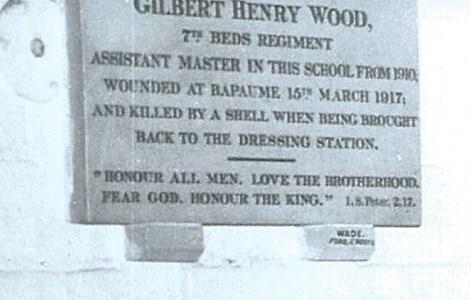 GILBERT HENRY WOOD,
7TH BEDS REGIMENT
ASSISTANT MASTER IN THIS SCHOOL FROM 1910,
WOUNDED AT BAPAUME 15TH MARCH 1917;
AND KILLED BY A SHELL WHEN BEING BROUGHT
BACK TO THE DRESSING STATION.
"HONOUR ALL MEN. LOVE THE BROTHERHOOD.
FEAR GOD. HONOUR THE KING." 1.S.Peter. 2.17.
WADE.